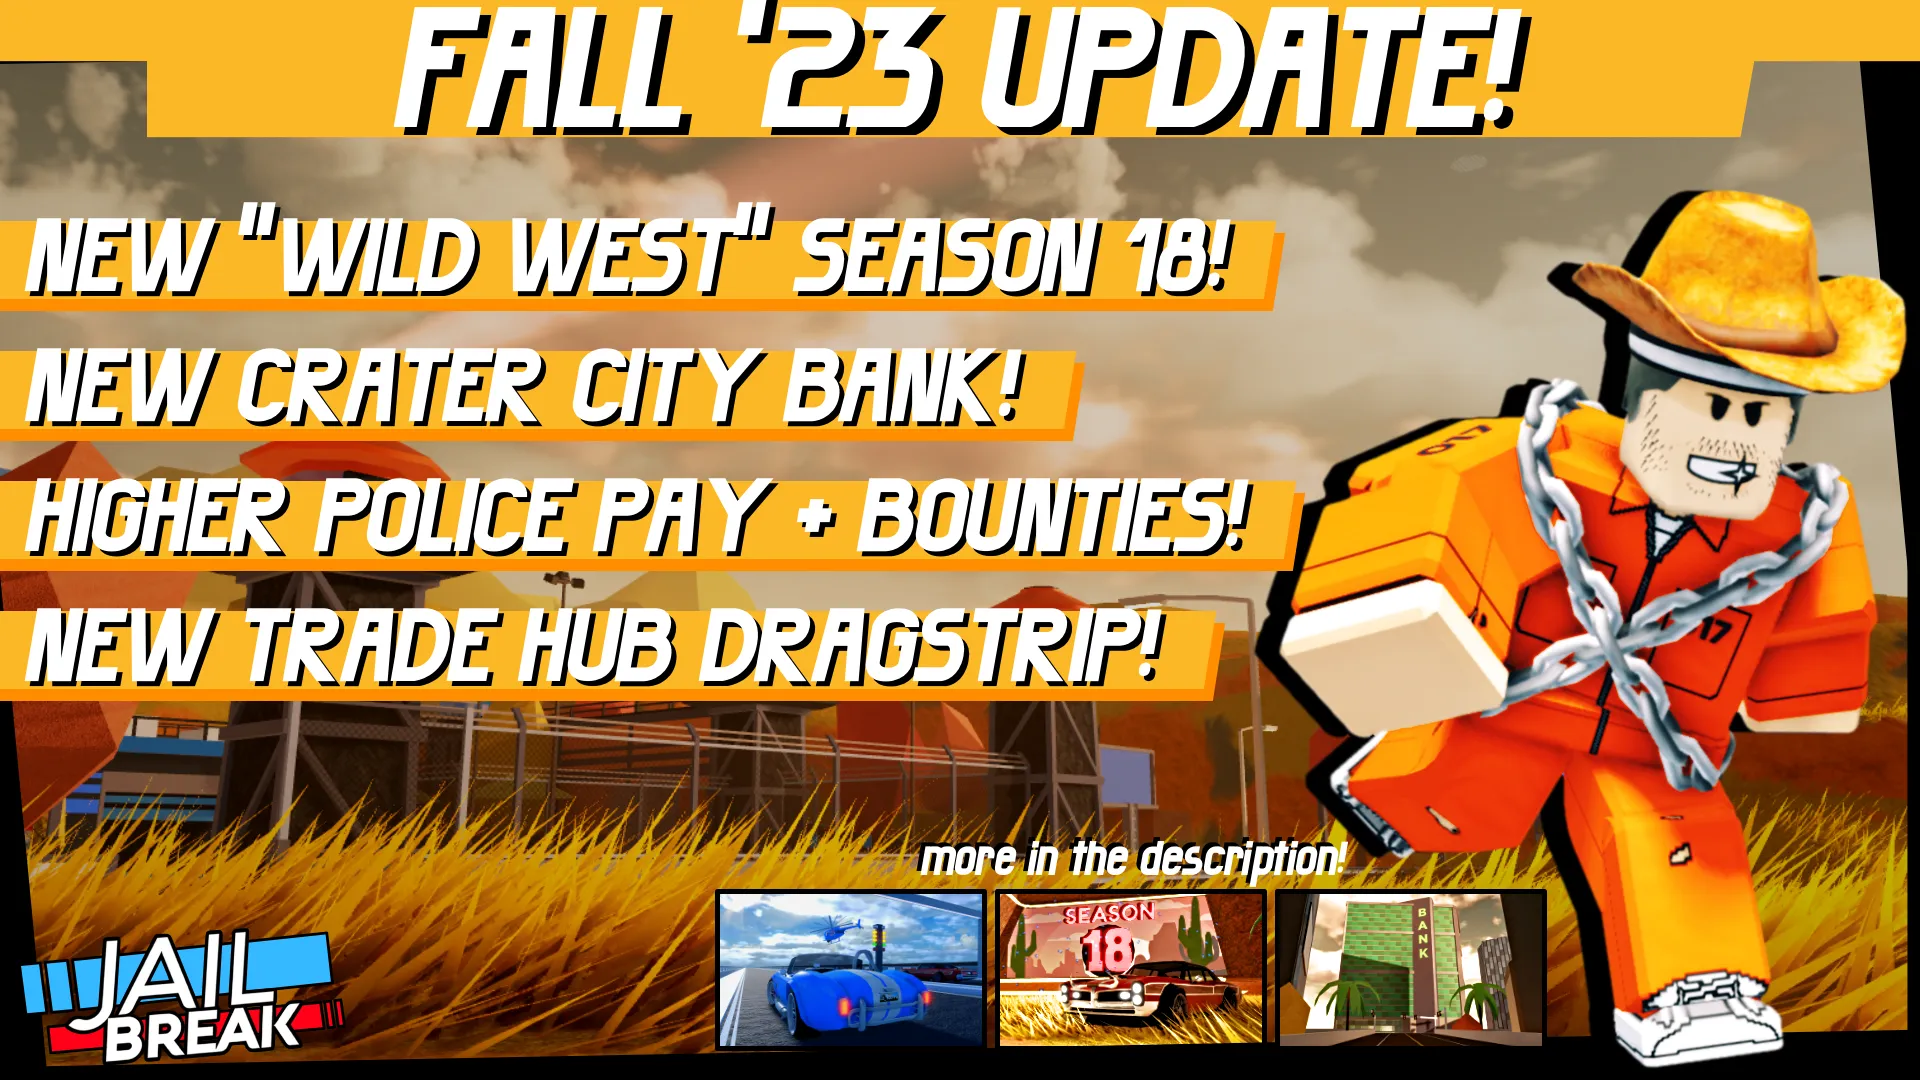 FALL '23 UPDATE!
NEW "WILD WEST" SEASON 18!
NEW CRATER CITY BANK!
HIGHER POLICE PAY + BOUNTIES!
NEW TRADE HUB DRAGSTRIP!
17
more in the description!
SEASON
18
BANK
JAIL
BREAK